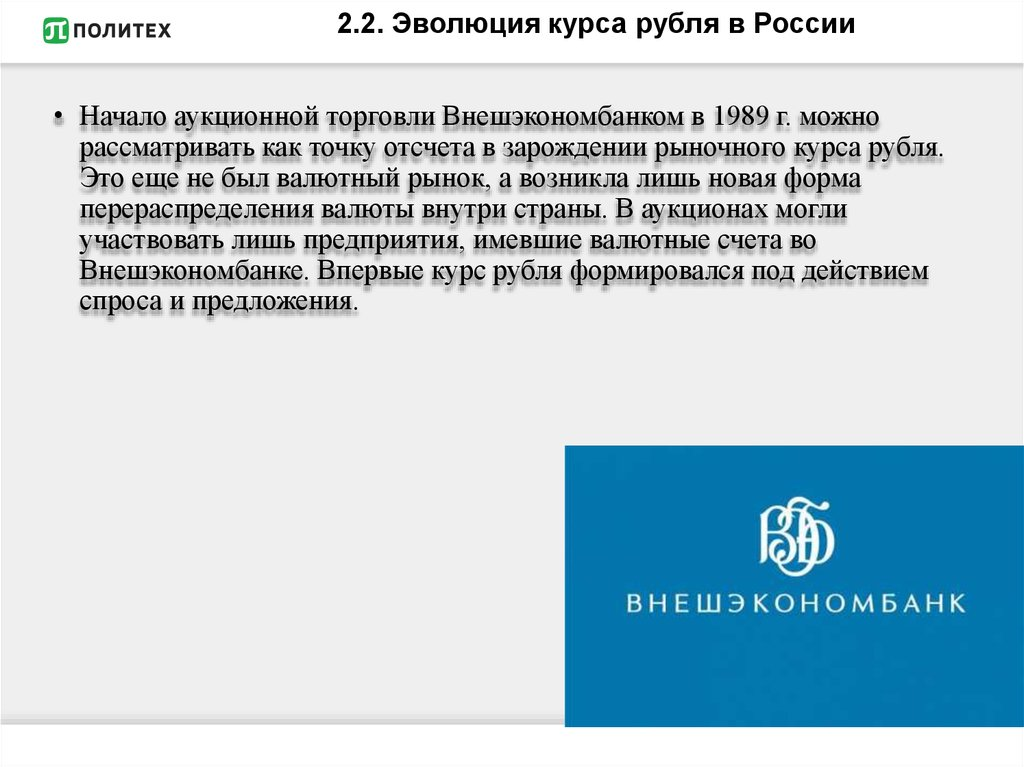 ПОЛИТЕХ
2.2. Эволюция курса рубля в России
• Начало аукционной торговли Внешэкономбанком в 1989 г. можно
рассматривать как точку отсчета в зарождении рыночного курса рубля.
Это еще не был валютный рынок, а возникла лишь новая форма
перераспределения валюты внутри страны. В аукционах могли
участвовать лишь предприятия, имевшие валютные счета во
Внешэкономбанке. Впервые курс рубля формировался под действием
спроса и предложения.
ВЭБ
ВНЕШЭКОНОМБАНК